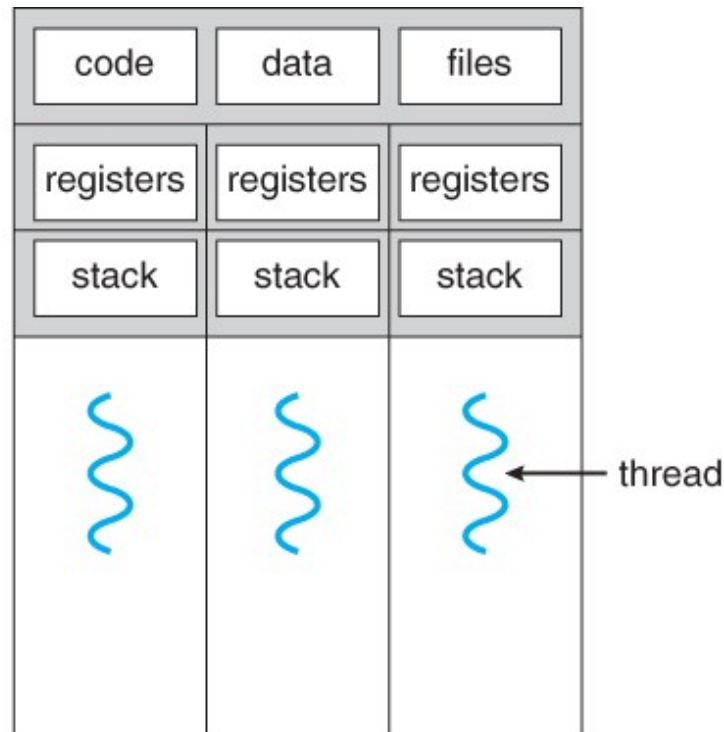 code data files
registers registers registers
stack stack stack
thread